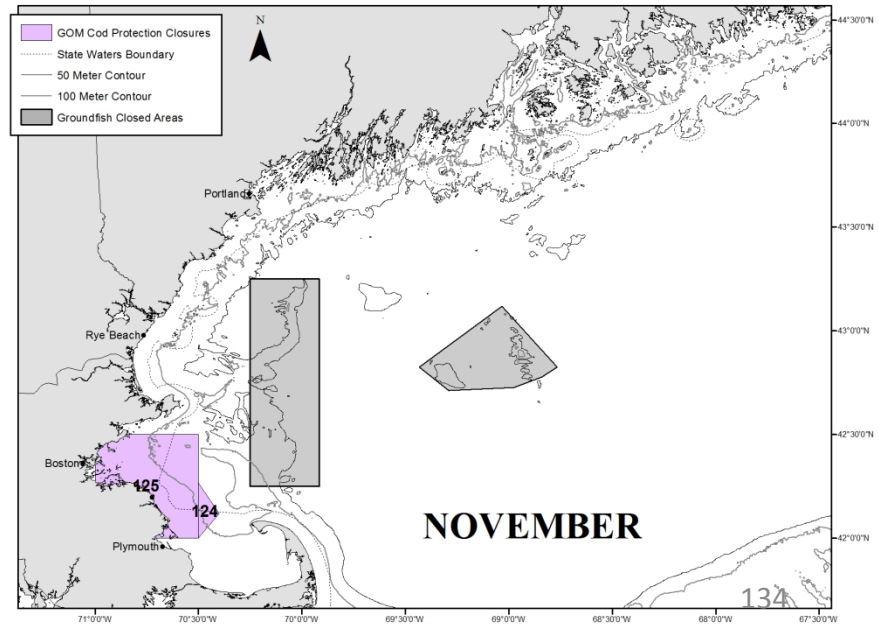 GOM Cod Protection Closures
State Waters Boundary
50 Meter Contour
100 Meter Contour
Groundfish Closed Areas
N
44°30'0"N
44°0'0"N
Portland
43°30'0"N
Rye Beach
43°0'0"N
Boston
42°30'0"N
125
124
NOVEMBER
Plymouth
42°0'0"N
134
71°0'0"W
70°30'0"W
70°0'0"W
69°30'0"W
69°0'0"W
68°30'0"W
68°0'0"W
67°30'0"W